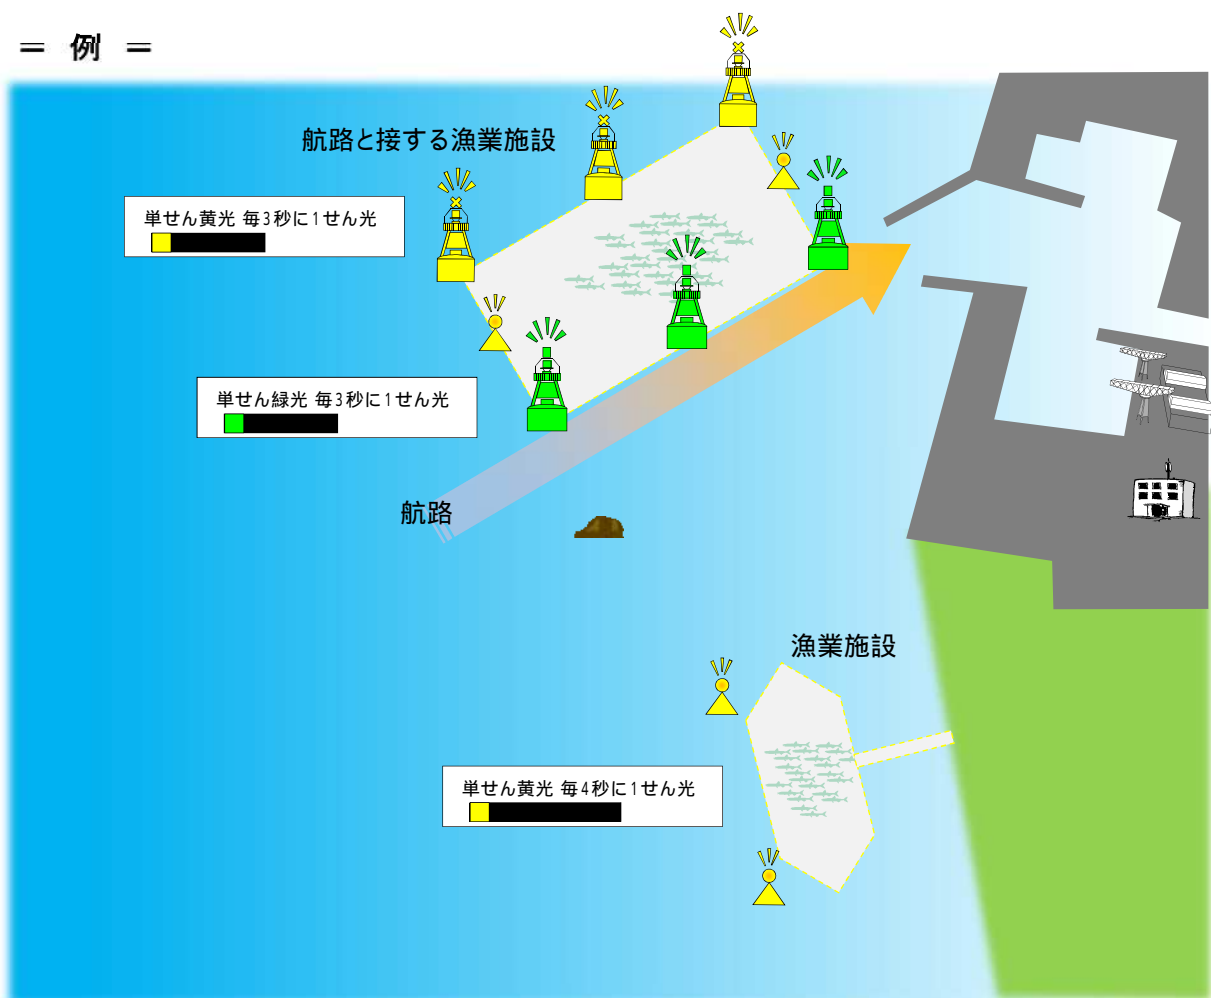 ＝ 例 ＝
航路と接する漁業施設
単せん黄光 毎3秒に1せん光
単せん緑光 毎3秒に1せん光
航路
漁業施設
単せん黄光 毎4秒に1せん光